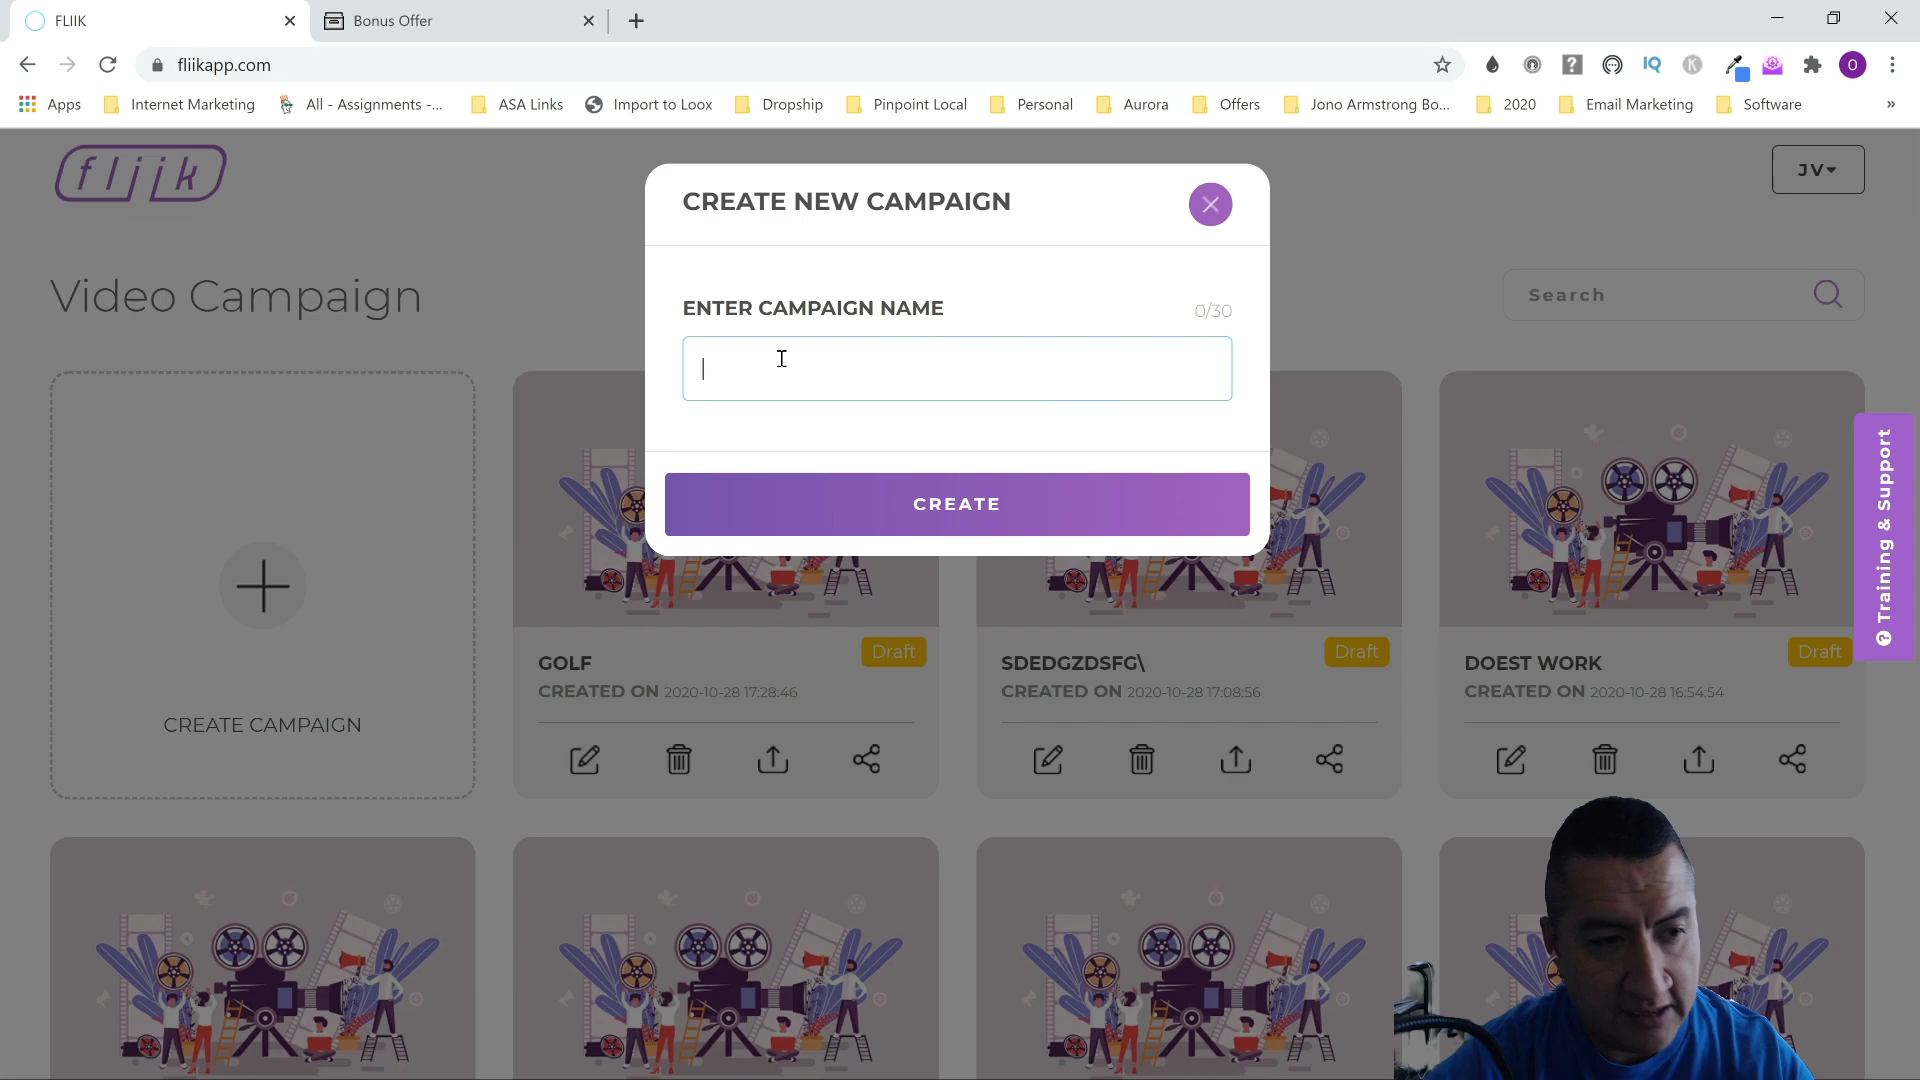 FLIIK
Bonus Offer
fliikapp.com
IQ
K
O
Apps
Internet Marketing
All - Assignments -...
ASA Links
Import to Loox
Dropship
Pinpoint Local
Personal
Aurora
Offers
Jono Armstrong Bo...
2020
Email Marketing
Software
»
fliik
JV
CREATE NEW CAMPAIGN
Video Campaign
Search
ENTER CAMPAIGN NAME
0/30
CREATE
? Training & Support
CREATE CAMPAIGN
GOLF
Draft
CREATED ON 2020-10-28 17:28:46
SDEDGZDSFG\
Draft
CREATED ON 2020-10-28 17:08:56
DOEST WORK
Draft
CREATED ON 2020-10-28 16:54:54